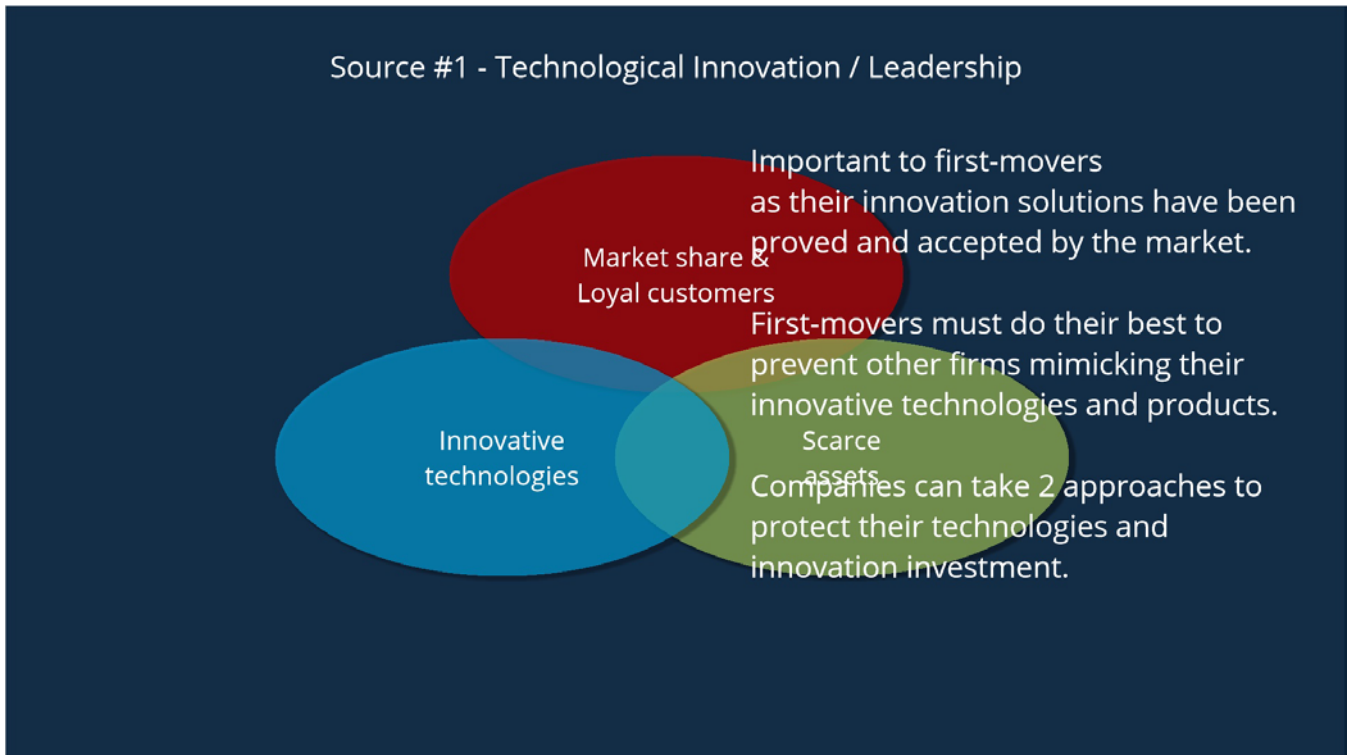 Source #1 - Technological Innovation / Leadership
Important to first-movers
as their innovation solutions have been
proved and accepted by the market.
Market share &
Loyal customers
First-movers must do their best to
prevent other firms mimicking their
innovative technologies and products.
Innovative
technologies
Scarce
assets
Companies can take 2 approaches to
protect their technologies and
innovation investment.